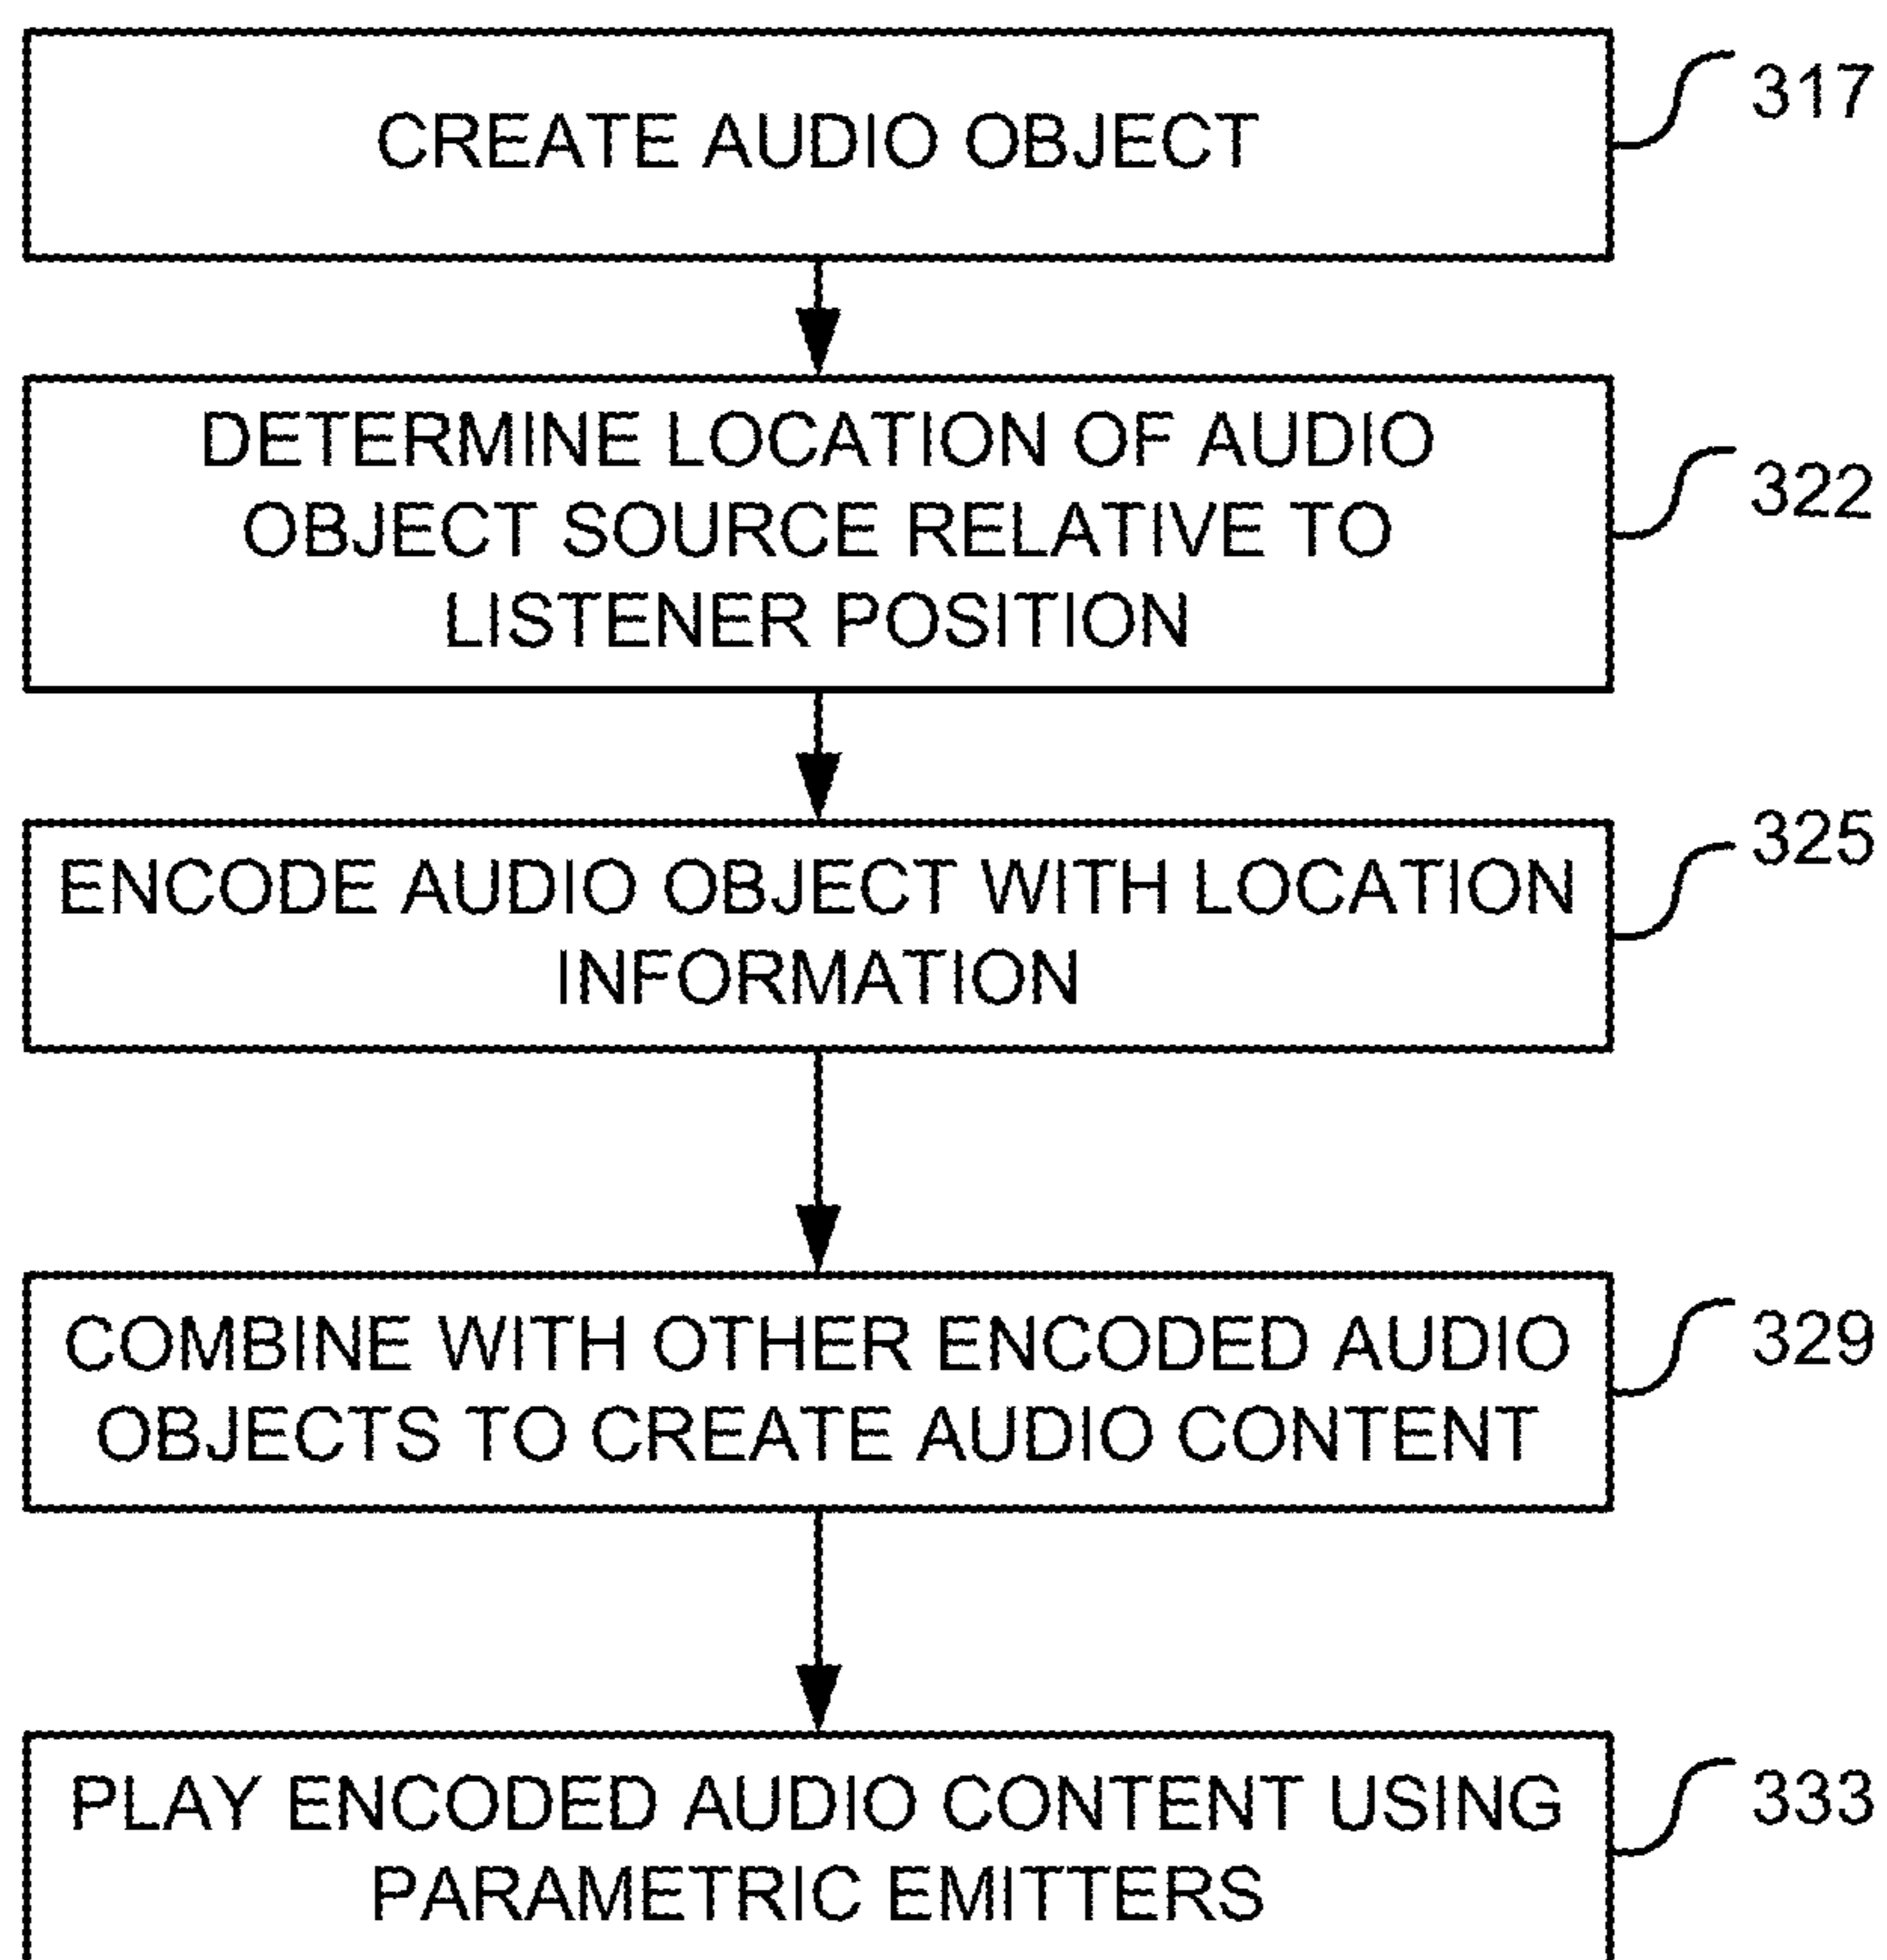 CREATE AUDIO OBJECT
317
DETERMINE LOCATION OF AUDIO
OBJECT SOURCE RELATIVE TO
LISTENER POSITION
322
ENCODE AUDIO OBJECT WITH LOCATION
INFORMATION
325
COMBINE WITH OTHER ENCODED AUDIO
OBJECTS TO CREATE AUDIO CONTENT
329
PLAY ENCODED AUDIO CONTENT USING
PARAMETRIC EMITTERS
333